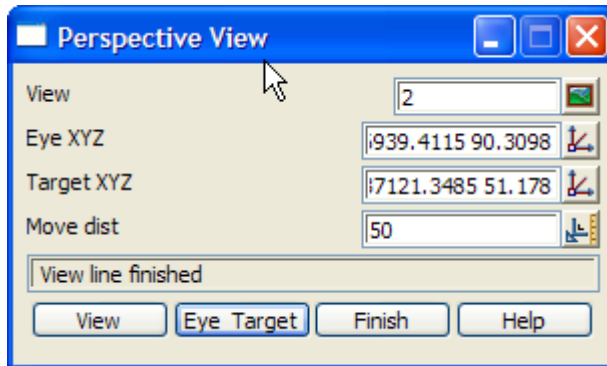 Perspective View
View 2
Eye XYZ 939.4115 90.3098
Target XYZ 37121.3485 51.178
Move dist 50
View line finished
View Eye Target Finish Help